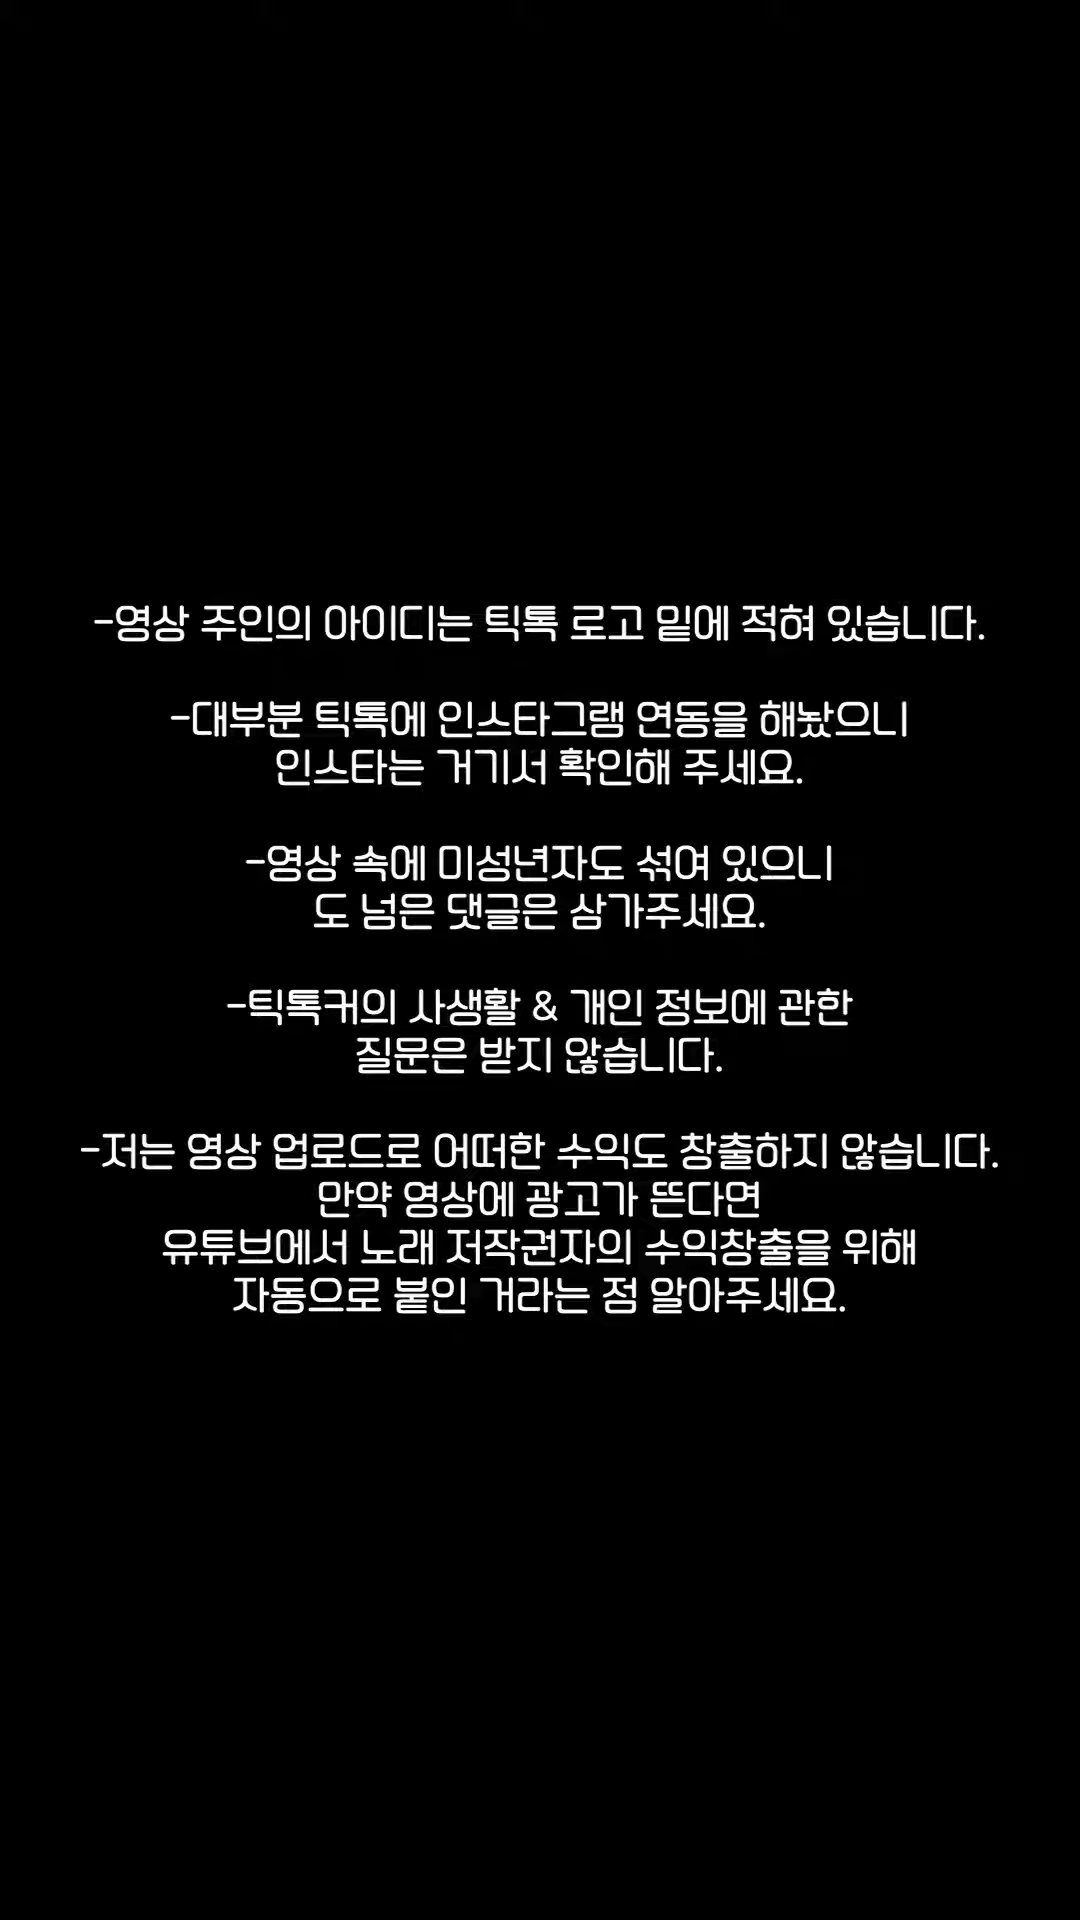 -영상 주인의 아이디는 틱톡 로고 밑에 적혀 있습니다.
-대부분 틱톡에 인스타그램 연동을 해놨으니
인스타는 거기서 확인해 주세요.
-영상 속에 미성년자도 섞여 있으니
도 넘은 댓글은 삼가주세요.
-틱톡커의 사생활 & 개인 정보에 관한
질문은 받지 않습니다.
-저는 영상 업로드로 어떠한 수익도 창출하지 않습니다.
만약 영상에 광고가 뜬다면
유튜브에서 노래 저작권자의 수익창출을 위해
자동으로 붙인 거라는 점 알아주세요.